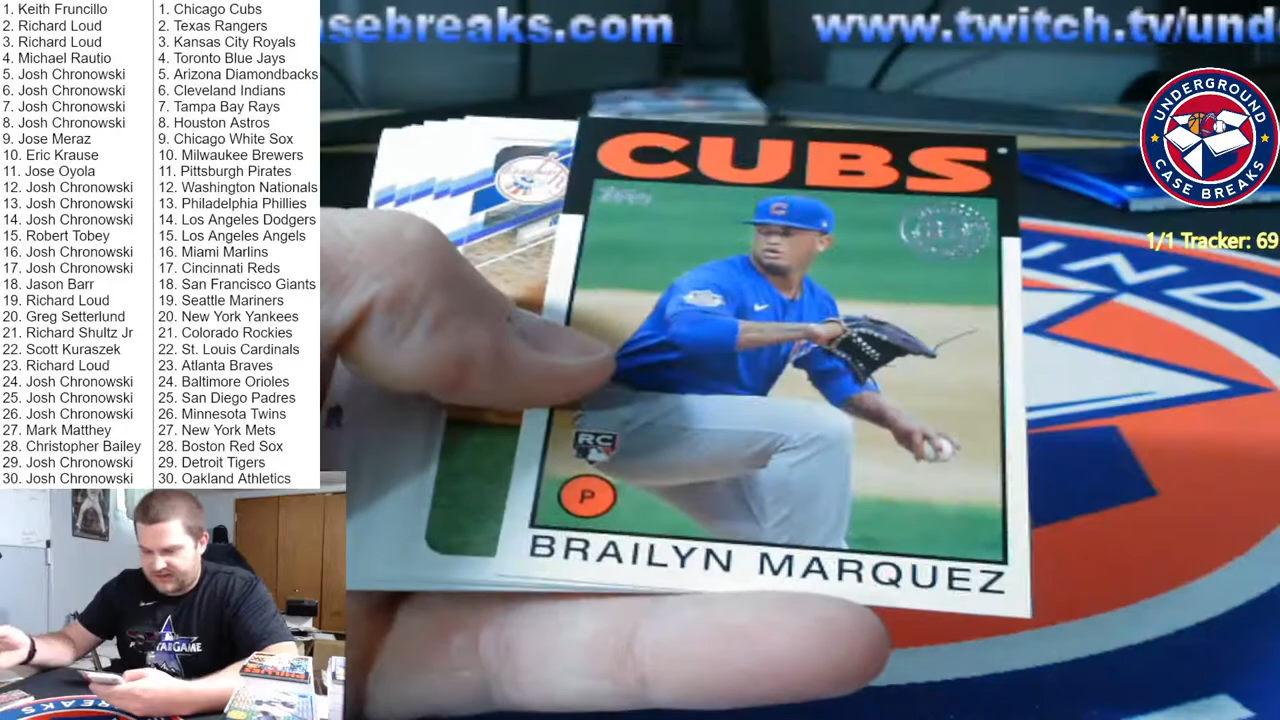 1. Keith Fruncillo
2. Richard Loud
3. Richard Loud
4. Michael Rautio
5. Josh Chronowski
6. Josh Chronowski
7. Josh Chronowski
8. Josh Chronowski
9. Jose Meraz
10. Eric Krause
11. Jose Oyola
12. Josh Chronowski
13. Josh Chronowski
14. Josh Chronowski
15. Robert Tobey
16. Josh Chronowski
17. Josh Chronowski
18. Jason Barr
19. Richard Loud
20. Greg Setterlund
21. Richard Shultz Jr
22. Scott Kuraszek
23. Richard Loud
24. Josh Chronowski
25. Josh Chronowski
26. Josh Chronowski
27. Mark Matthey
28. Christopher Bailey
29. Josh Chronowski
30. Josh Chronowski
1. Chicago Cubs
2. Texas Rangers
3. Kansas City Royals
4. Toronto Blue Jays
5. Arizona Diamondbacks
6. Cleveland Indians
7. Tampa Bay Rays
8. Houston Astros
9. Chicago White Sox
10. Milwaukee Brewers
11. Pittsburgh Pirates
12. Washington Nationals
13. Philadelphia Phillies
14. Los Angeles Dodgers
15. Los Angeles Angels
16. Miami Marlins
17. Cincinnati Reds
18. San Francisco Giants
19. Seattle Mariners
20. New York Yankees
21. Colorado Rockies
22. St. Louis Cardinals
23. Atlanta Braves
24. Baltimore Orioles
25. San Diego Padres
26. Minnesota Twins
27. New York Mets
28. Boston Red Sox
29. Detroit Tigers
30. Oakland Athletics
sebreaks.com www.twitch.tv/und
UNDERGROUND
CASE BREAKS
1/1 Tracker: 69
CUBS
Topps
RC
P
BRAILYN MARQUEZ
UND
PHILLIES
BREAKS